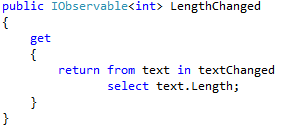 public IObservable<int> LengthChanged
{
    get
    {
        return from text in textChanged
               select text.Length;
    }
}